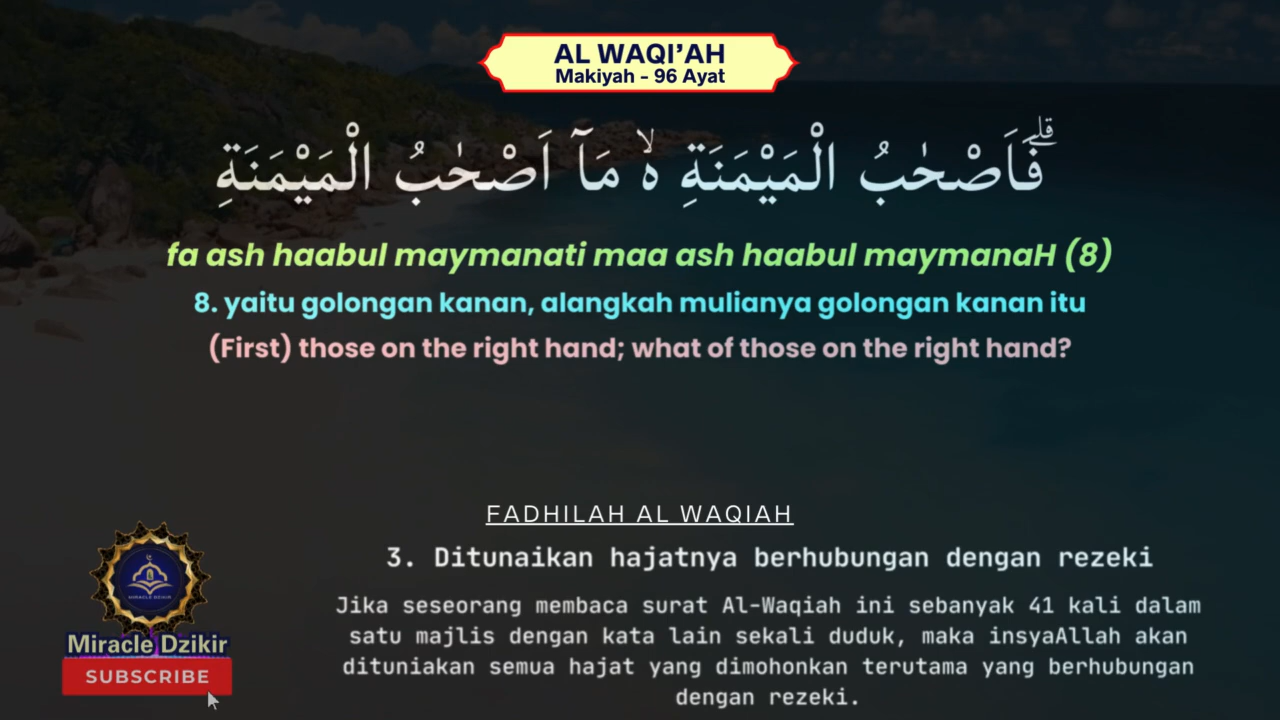 AL WAQI'AH
Makiyah - 96 Ayat
فَاَصْحٰبُ الْمَيْمَنَةِ ەۙ مَآ اَصْحٰبُ الْمَيْمَنَةِۗ
fa ash haabul maymanati maa ash haabul maymanaH (8)
8. yaitu golongan kanan, alangkah mulianya golongan kanan itu
(First) those on the right hand; what of those on the right hand?
FADHILAH AL WAQIAH
3. Ditunaikan hajatnya berhubungan dengan rezeki
Jika seseorang membaca surat Al-Waqiah ini sebanyak 41 kali dalam
satu majlis dengan kata lain sekali duduk, maka insyaAllah akan
dituniakan semua hajat yang dimohonkan terutama yang berhubungan
dengan rezeki.
MIRACLE DZIKIR
Miracle Dzikir
SUBSCRIBE